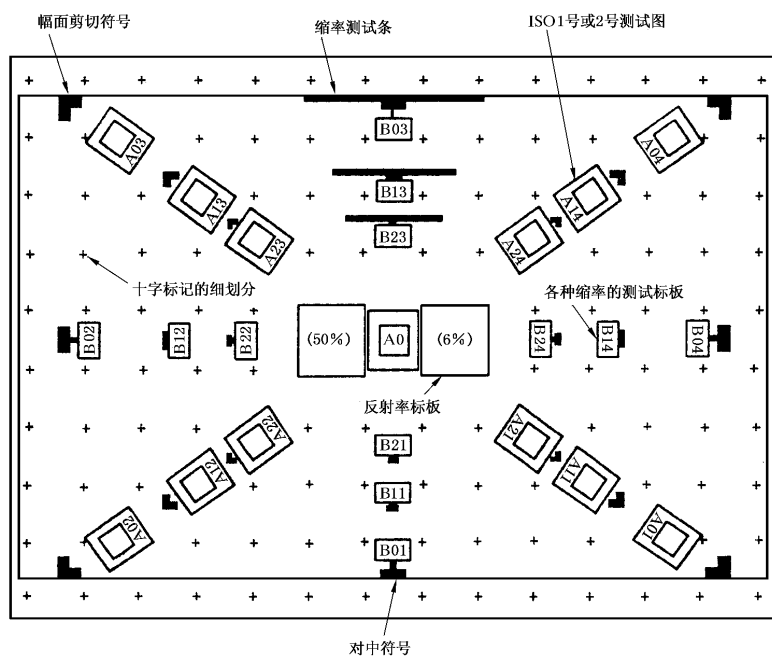 幅面剪切符号
缩率测试条
ISO1号或2号测试图
B03
A03
A04
B13
A13
A14
B23
A23
A24
十字标记的细划分
各种缩率的测试标板
B02
B12
B22
(50%)
A0
(6%)
B24
B14
B04
反射率标板
B21
A22
A21
A12
A11
B11
A02
A01
B01
对中符号